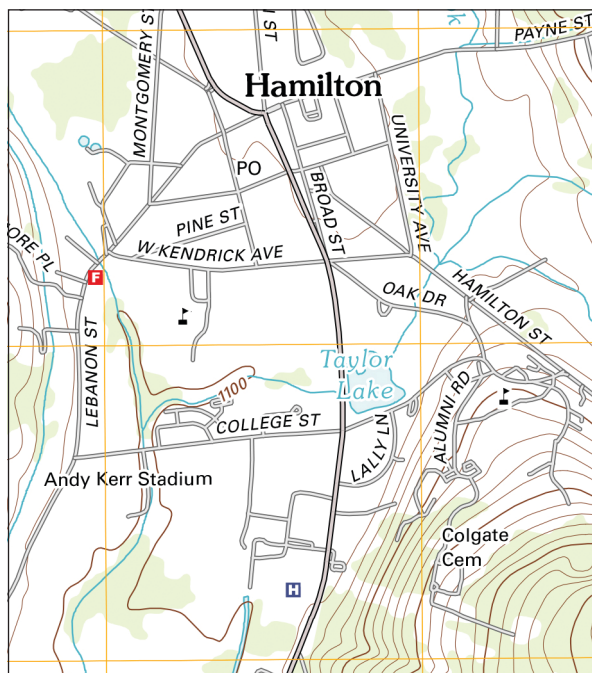 PAYNE ST
k
I ST
MONTGOMERY ST
Hamilton
UNIVERSITY AVE
PO
BROAD ST
PINE ST
ORE PL
W KENDRICK AVE
F
OAK DR
HAMILTON ST
LEBANON ST
Taylor
Lake
1100
COLLEGE ST
LALLY LN
ALUMNI RD
Andy Kerr Stadium
Colgate
Cem
H